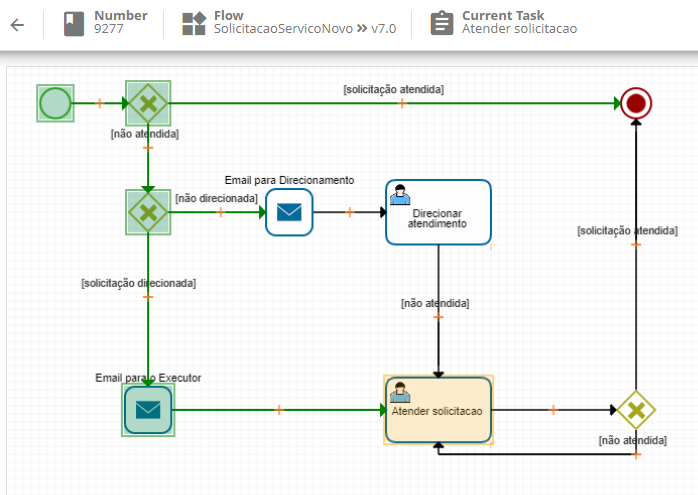 Number
9277
Flow
SolicitacaoServicoNovo » v7.0
Current Task
Atender solicitacao
[solicitação atendida]
[não atendida]
Email para Direcionamento
[não direcionada]
Direcionar
atendimento
[solicitação atendida]
[solicitação direcionada]
[não atendida]
Email para o Executor
Atender solicitacao
[não atendida]